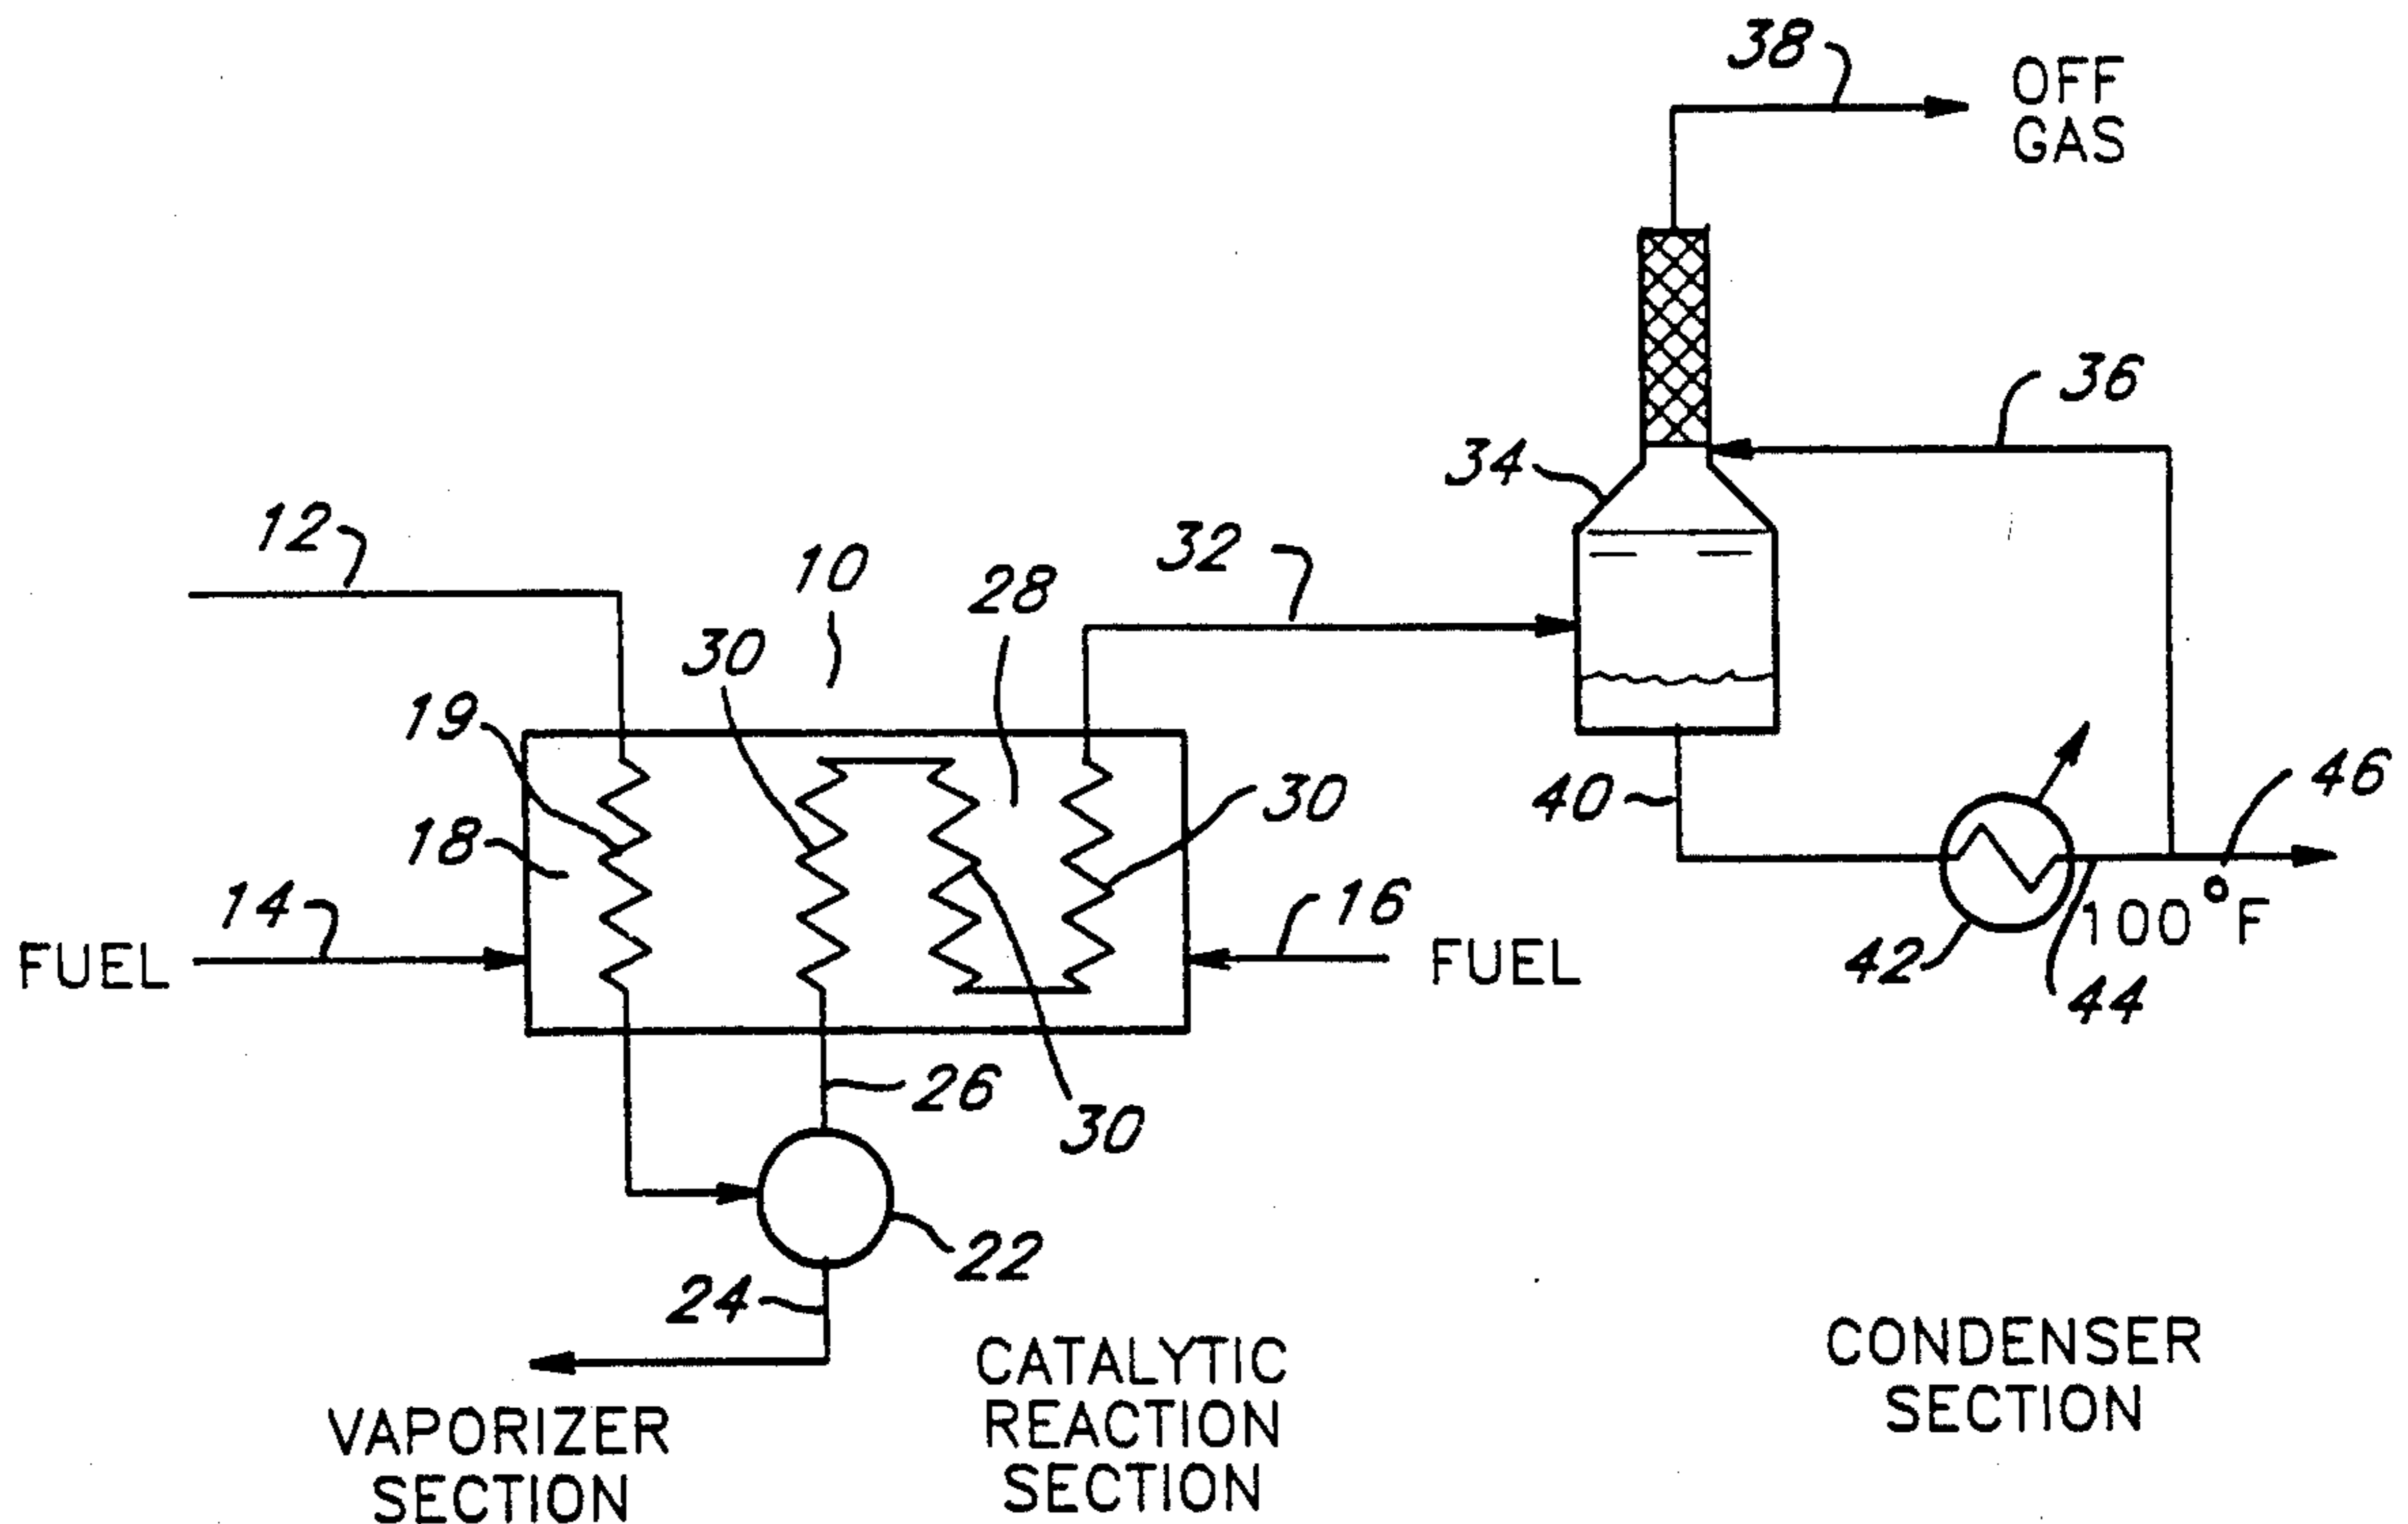 38
OFF
GAS
36
34
12
10
32
28
30
19
18
40
46
30
14
16
FUEL
FUEL
100°F
42
44
26
30
22
24
CATALYTIC
REACTION
SECTION
CONDENSER
SECTION
VAPORIZER
SECTION